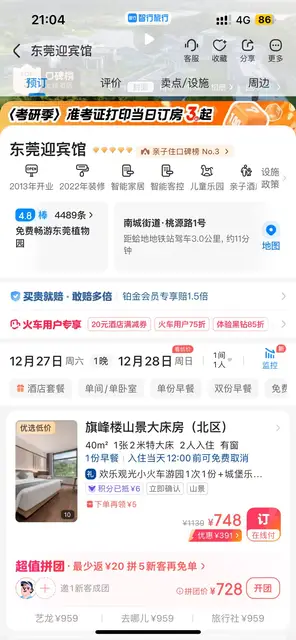 21:04
智行旅行
4G
86
东莞迎宾馆
客服
收藏
分享
更多
预订
评价
卖点/设施
周边
《考研季》准考证打印当日订房3折起
东莞迎宾馆
亲子住口碑榜 No.3 >
2013年开业
2022年装修
智能家居
智能客控
儿童乐园
亲子酒店
设施
政策
4.8 棒 4489条 >
免费畅游东莞植物
园
南城街道·桃源路1号
距蛤地地铁站驾车3.0公里, 约11分
钟
地图
买贵就赔 · 敢赔多倍
铂金会员专享赔1.5倍
火车用户专享
20元酒店满减券
火车用户75折
体验黑钻85折
12月27日 周六
1晚
12月28日 周日
1间
1人
监控
酒店套餐
单间/单卧室
单份早餐
双份早餐
优选低价
10
旗峰楼山景大床房（北区）
40m² 1张2米特大床 2人入住 有窗
1份早餐 | 入住当天12:00前可免费取消
礼 欢乐观光小火车游园1次1份+城堡乐...
积分已抵¥6
立即确认
山景
下单再领¥5
¥1139 ¥748
优惠 ¥391 >
订
在线付
超值拼团 · 最少返¥20 拼5新客再免单 >
邀1新客成团
拼团价 ¥728
开团
艺龙 ¥959
去哪儿 ¥959
旅行社 ¥959